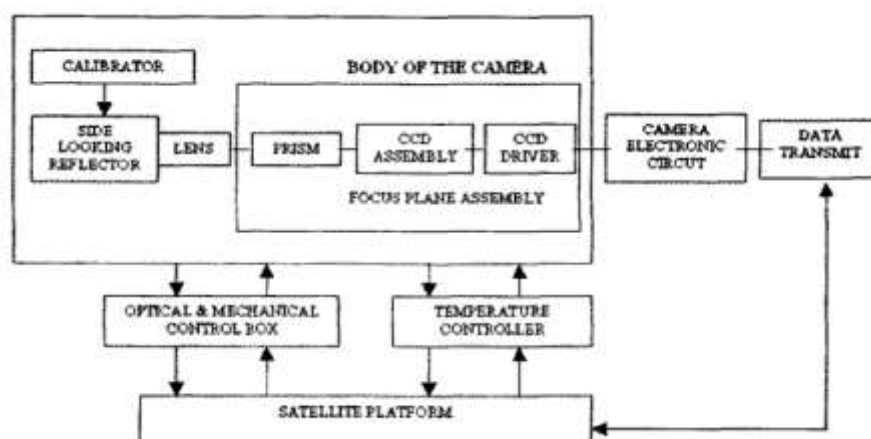 CALIBRATOR
BODY OF THE CAMERA
SIDE
LOOKING
REFLECTOR
LENS
PRISM
CCD
ASSEMBLY
CCD
DRIVER
FOCUS PLANE ASSEMBLY
CAMERA
ELECTRONIC
CIRCUT
DATA
TRANSMIT
OPTICAL & MECHANICAL
CONTROL BOX
TEMPERATURE
CONTROLLER
SATELLITE PLATFORM